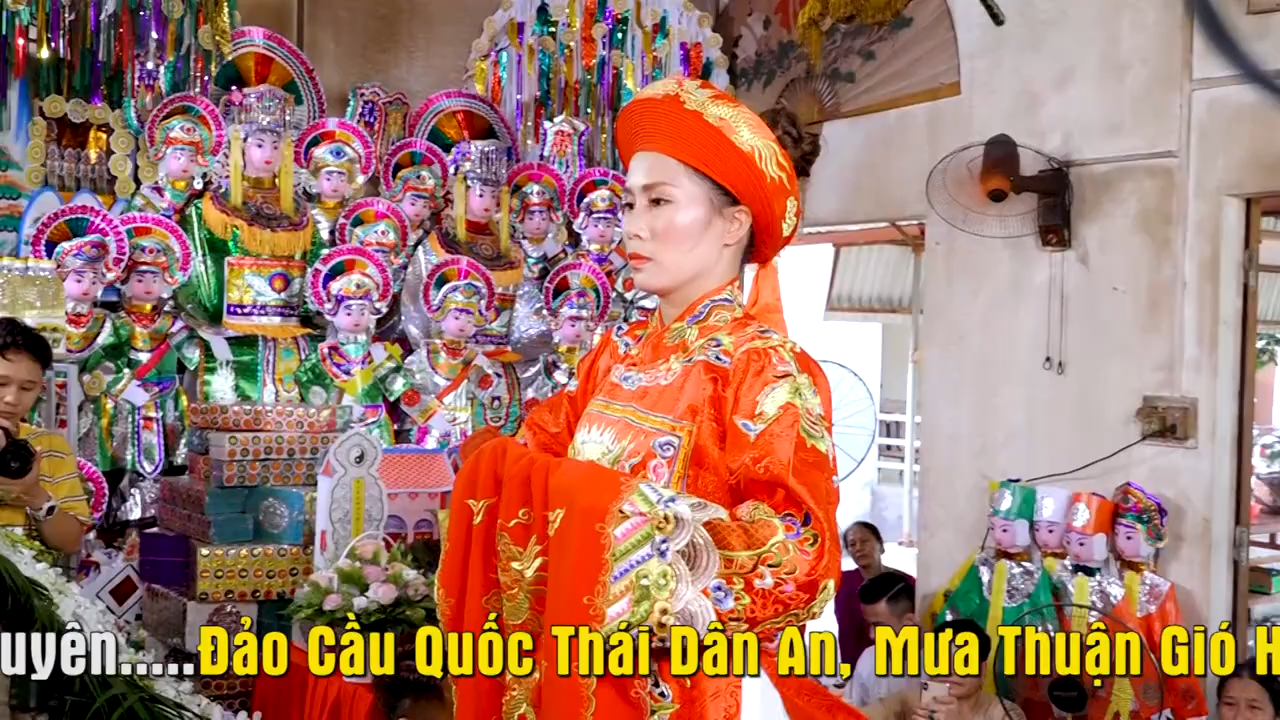 uyên.....Đảo Cầu Quốc Thái Dân An, Mưa Thuận Gió H